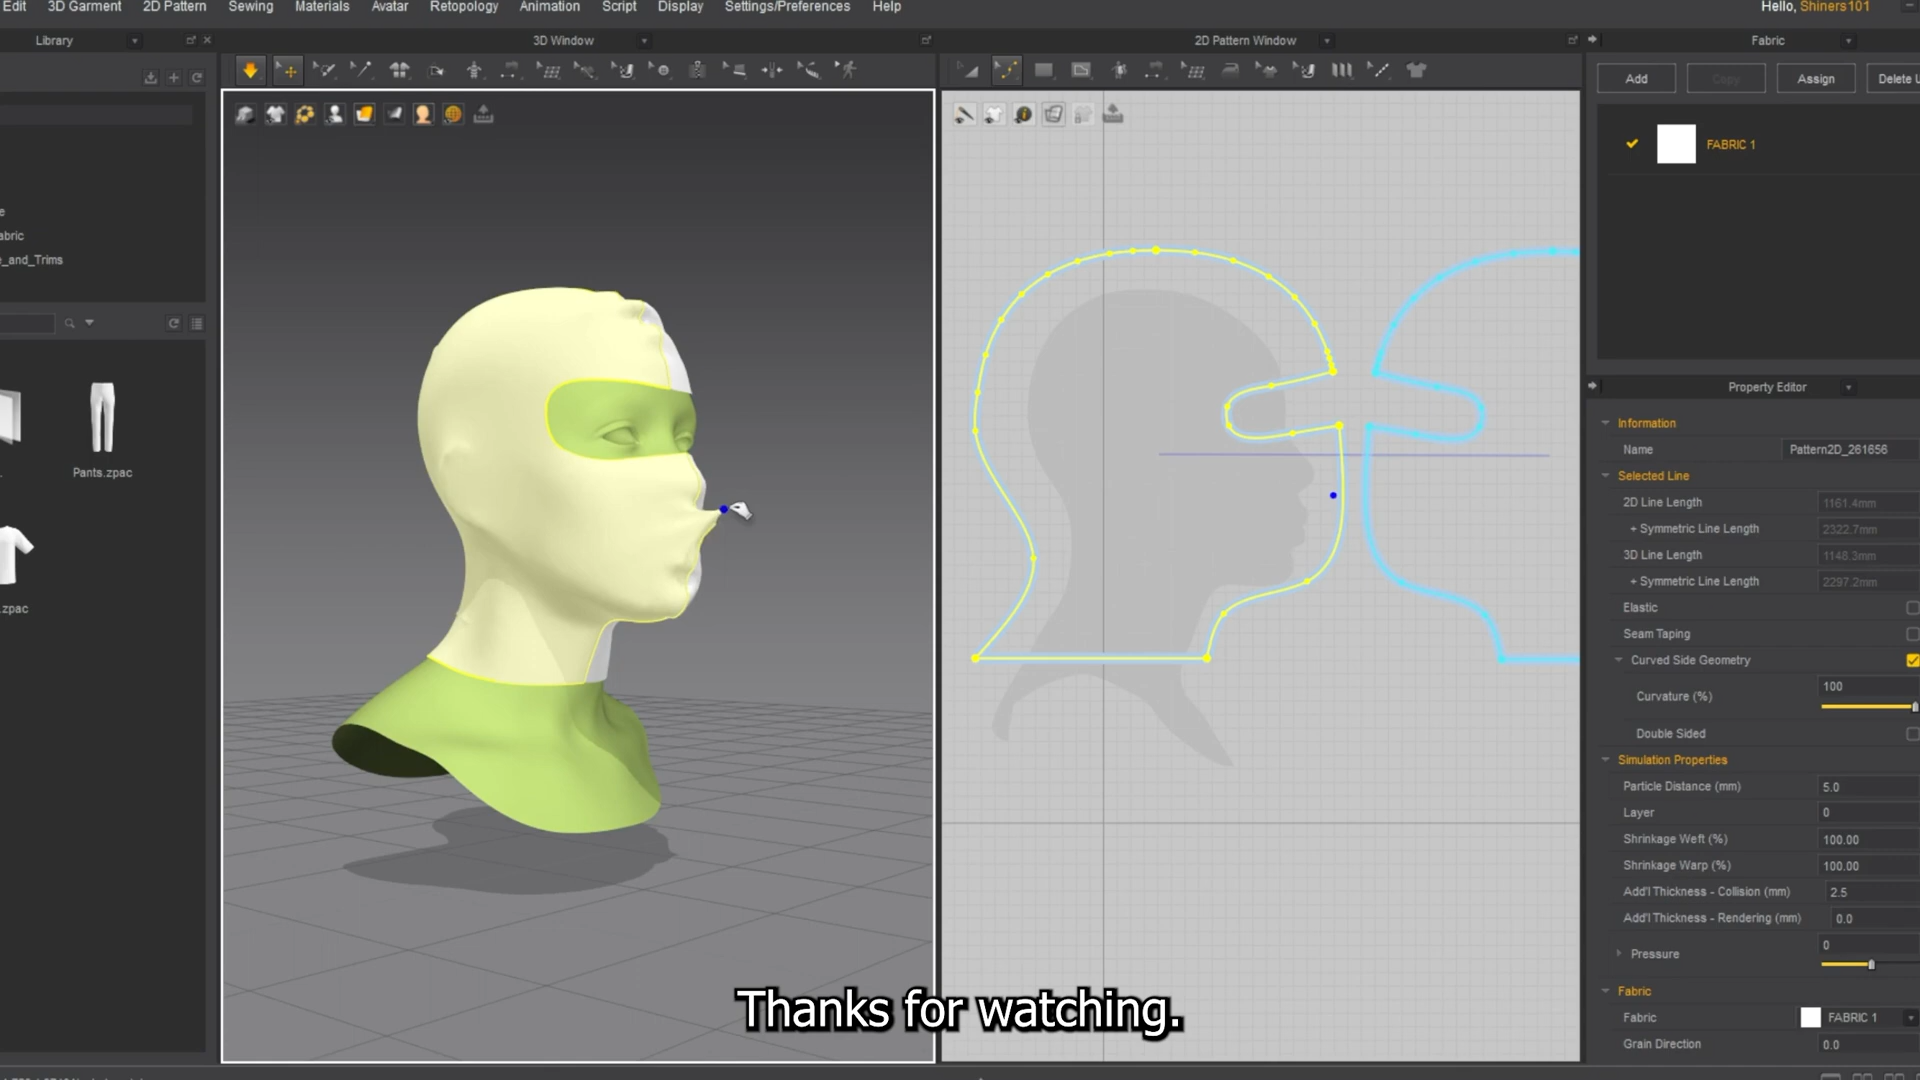 Edit 3D Garment 2D Pattern Sewing Materials Avatar Retopology Animation Script Display Settings/Preferences Help Hello, Shiners101
Library 3D Window 2D Pattern Window Fabric
Add Copy Assign Delete U
FABRIC 1
e
abric
e_and_Trims
Pants.zpac
.zpac
Property Editor
Information
Name Pattern2D_261656
Selected Line
2D Line Length 1161.4mm
+ Symmetric Line Length 2322.7mm
3D Line Length 1148.3mm
+ Symmetric Line Length 2297.2mm
Elastic
Seam Taping
Curved Side Geometry
Curvature (%) 100
Double Sided
Simulation Properties
Particle Distance (mm) 5.0
Layer 0
Shrinkage Weft (%) 100.00
Shrinkage Warp (%) 100.00
Add'l Thickness - Collision (mm) 2.5
Add'l Thickness - Rendering (mm) 0.0
Pressure 0
Fabric
Fabric FABRIC 1
Grain Direction 0.0
Thanks for watching.